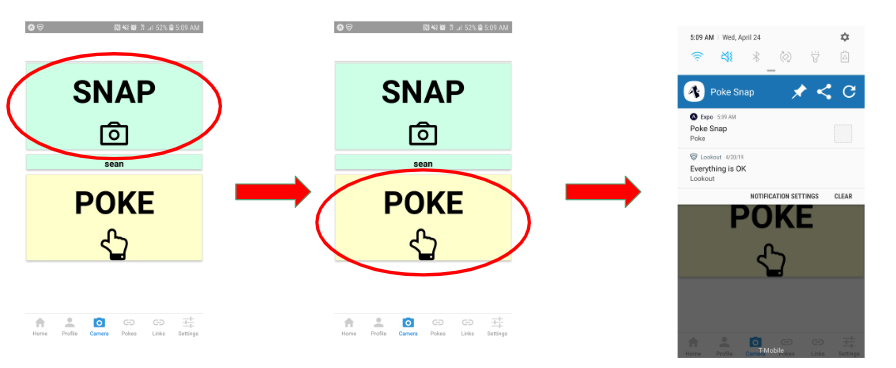 52% 5:09 AM
SNAP
sean
POKE
Home Profile Camera Pokes Links Settings
52% 5:09 AM
SNAP
sean
POKE
Home Profile Camera Pokes Links Settings
5:09 AM | Wed, April 24
Poke Snap
Expo 5:09 AM
Poke Snap
Poke
Lookout 4/20/19
Everything is OK
Lookout
NOTIFICATION SETTINGS CLEAR
POKE
T-Mobile
Home Profile Camera Pokes Links Settings